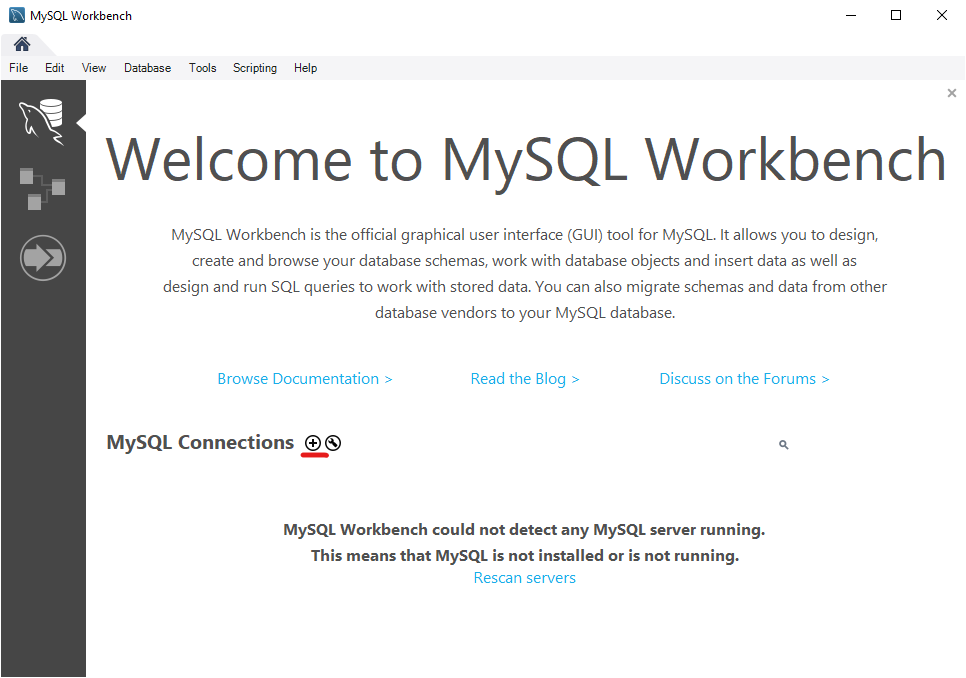 MySQL Workbench
File Edit View Database Tools Scripting Help
Welcome to MySQL Workbench
MySQL Workbench is the official graphical user interface (GUI) tool for MySQL. It allows you to design,
create and browse your database schemas, work with database objects and insert data as well as
design and run SQL queries to work with stored data. You can also migrate schemas and data from other
database vendors to your MySQL database.
Browse Documentation > Read the Blog > Discuss on the Forums >
MySQL Connections
MySQL Workbench could not detect any MySQL server running.
This means that MySQL is not installed or is not running.
Rescan servers